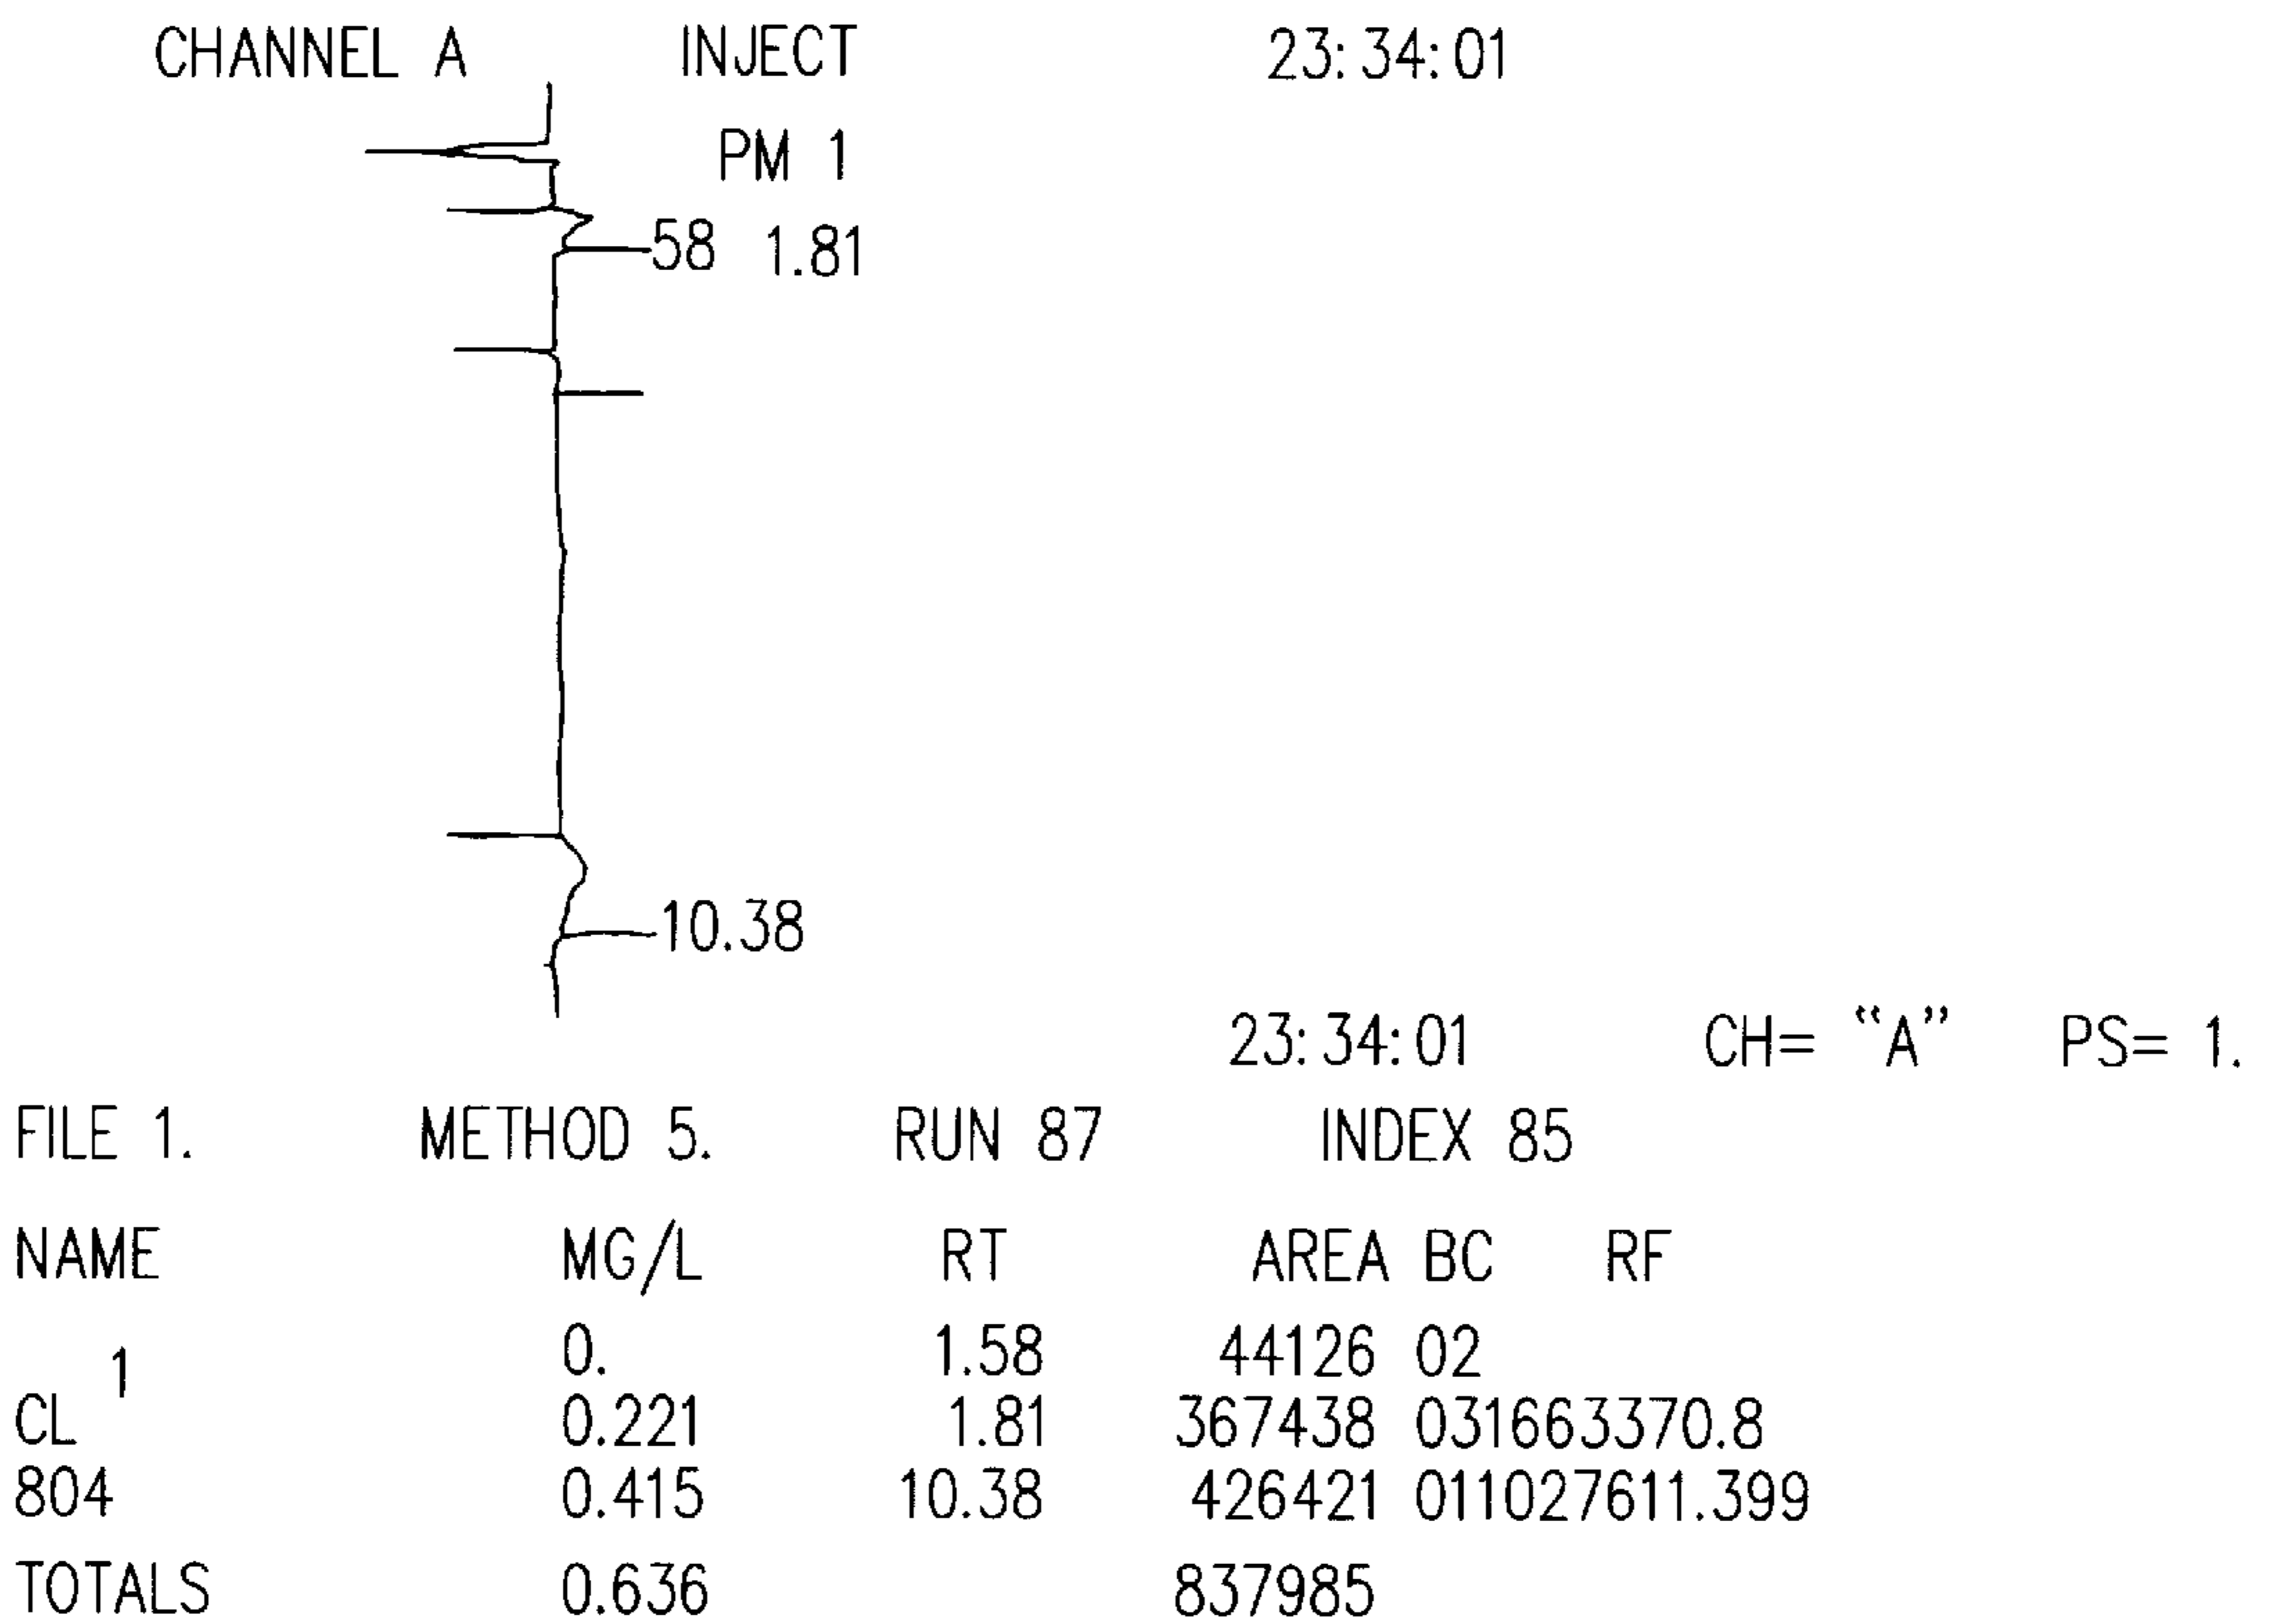 CHANNEL A INJECT 23:34:01
PM 1
58 1.81
10.38
23:34:01 CH= “A” PS= 1.
FILE 1. METHOD 5. RUN 87 INDEX 85
NAME MG/L RT AREA BC RF
1 0. 1.58 44126 02
CL 0.221 1.81 367438 031663370.8
804 0.415 10.38 426421 011027611.399
TOTALS 0.636 837985